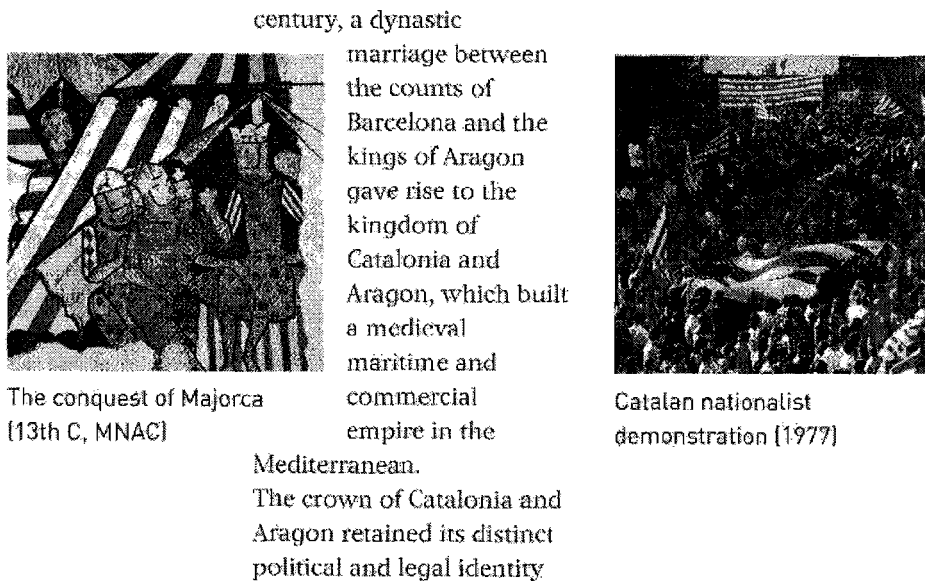 century, a dynastic
marriage between
the counts of
Barcelona and the
kings of Aragon
gave rise to the
kingdom of
Catalonia and
Aragon, which built
a medieval
maritime and
commercial
empire in the
Mediterranean.
The crown of Catalonia and
Aragon retained its distinct
political and legal identity
The conquest of Majorca
(13th C, MNAC)
Catalan nationalist
demonstration (1977)